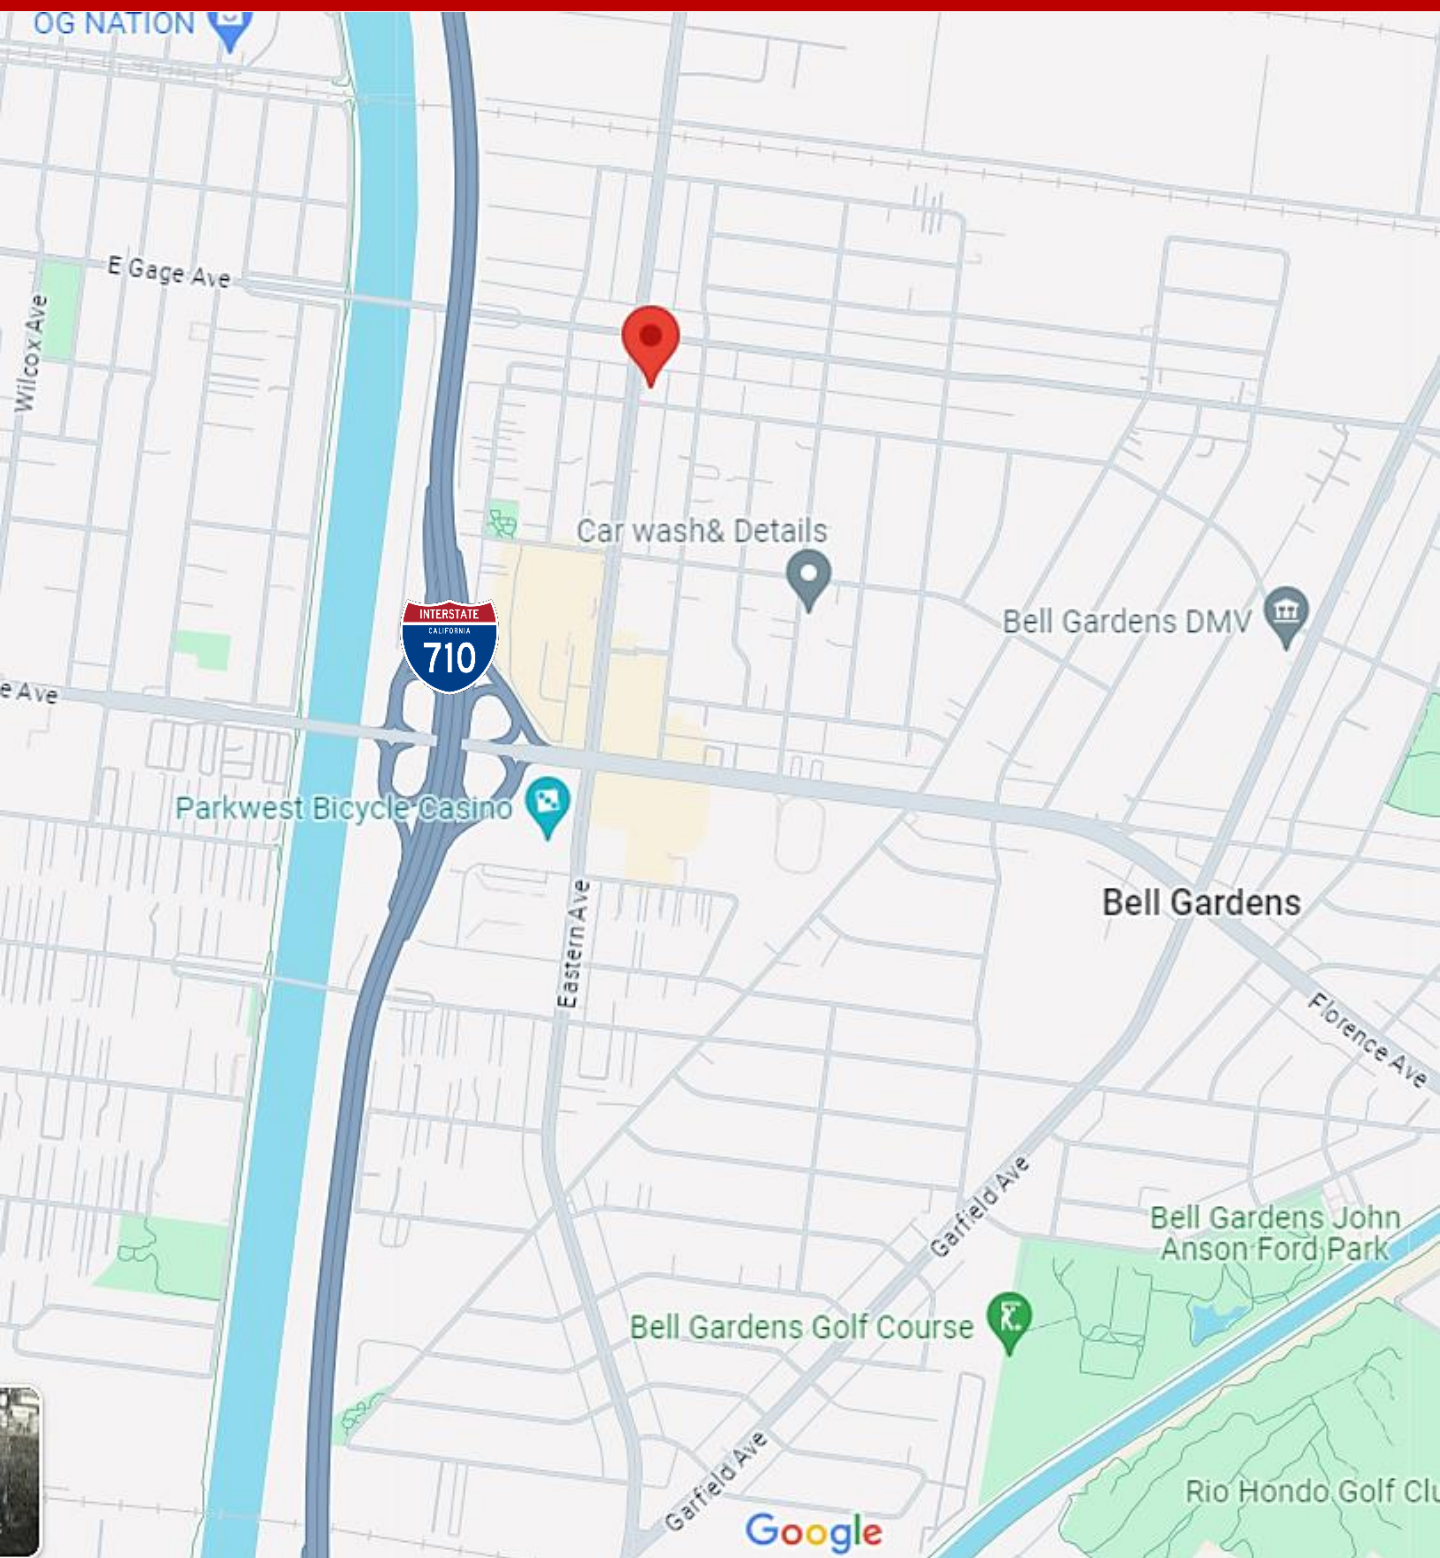 OG NATION
E Gage Ave
Wilcox Ave
Car wash& Details
INTERSTATE
CALIFORNIA
710
Bell Gardens DMV
e Ave
Parkwest Bicycle Casino
Eastern Ave
Bell Gardens
Florence Ave
Garfield Ave
Bell Gardens John
Anson Ford Park
Bell Gardens Golf Course
Garfield Ave
Rio Hondo Golf Clu
Google